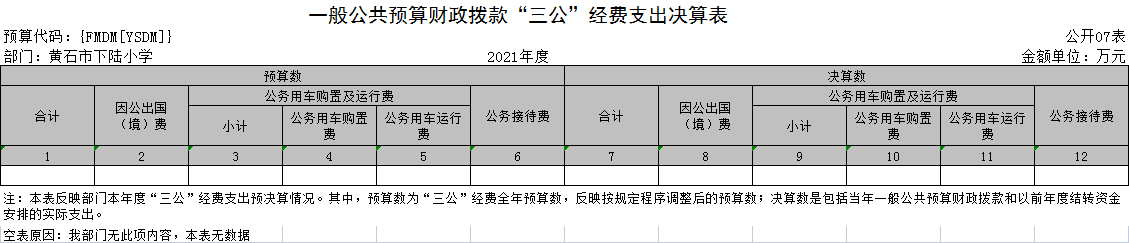 一般公共预算财政拨款“三公”经费支出决算表
预算代码：{FMDM[YSDM]} 公开07表
部门：黄石市下陆小学 2021年度 金额单位：万元
预算数 决算数
合计 因公出国（境）费 公务用车购置及运行费 公务接待费 合计 因公出国（境）费 公务用车购置及运行费 公务接待费
小计 公务用车购置费 公务用车运行费 小计 公务用车购置费 公务用车运行费
1 2 3 4 5 6 7 8 9 10 11 12
注：本表反映部门本年度“三公”经费支出预决算情况。其中，预算数为“三公”经费全年预算数，反映按规定程序调整后的预算数；决算数是包括当年一般公共预算财政拨款和以前年度结转资金
安排的实际支出。
空表原因：我部门无此项内容，本表无数据